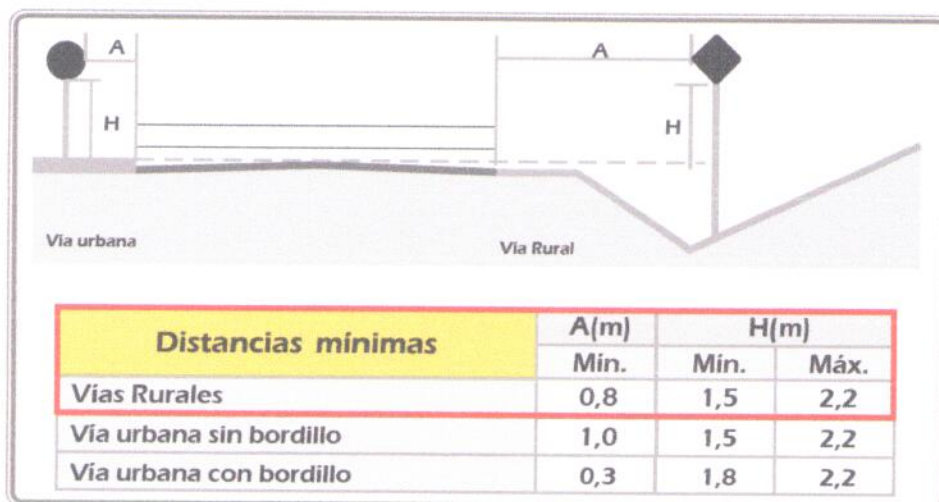 A
A
H
H
Vía urbana
Vía Rural
Distancias mínimas A(m) H(m)
Mín. Mín. Máx.
Vías Rurales 0,8 1,5 2,2
Vía urbana sin bordillo 1,0 1,5 2,2
Vía urbana con bordillo 0,3 1,8 2,2